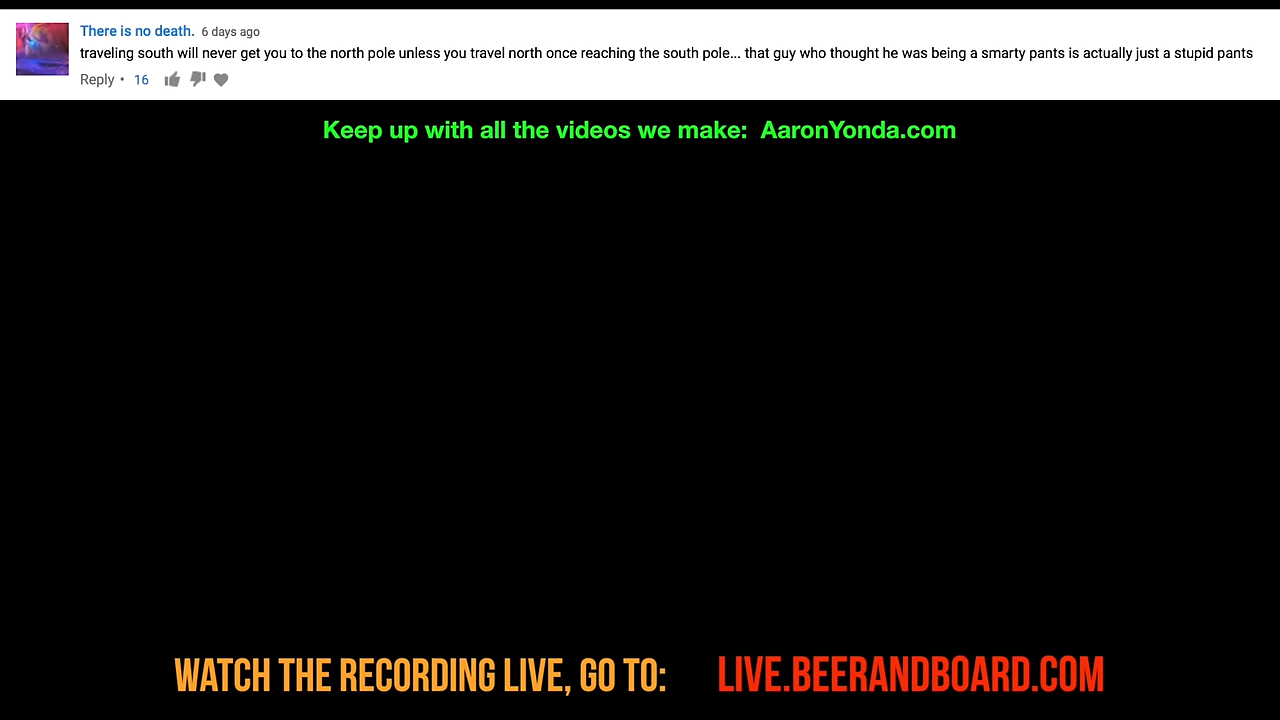 There is no death. 6 days ago
traveling south will never get you to the north pole unless you travel north once reaching the south pole... that guy who thought he was being a smarty pants is actually just a stupid pants
Reply • 16
Keep up with all the videos we make: AaronYonda.com
WATCH THE RECORDING LIVE, GO TO: LIVE.BEERANDBOARD.COM